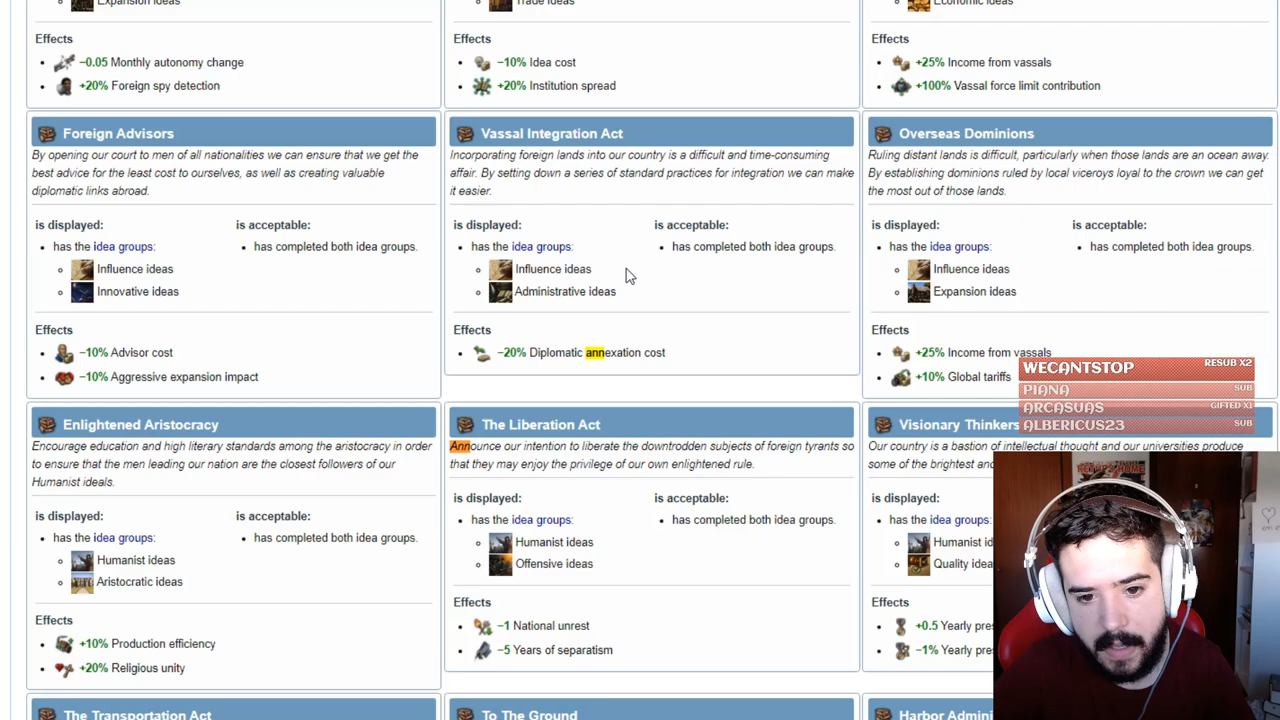 Expansion ideas
Effects
−0.05 Monthly autonomy change
+20% Foreign spy detection
Trade ideas
Effects
−10% Idea cost
+20% Institution spread
Economic ideas
Effects
+25% Income from vassals
+100% Vassal force limit contribution
Foreign Advisors
By opening our court to men of all nationalities we can ensure that we get the
best advice for the least cost to ourselves, as well as creating valuable
diplomatic links abroad.
is displayed:
has the idea groups:
Influence ideas
Innovative ideas
is acceptable:
has completed both idea groups.
Effects
−10% Advisor cost
−10% Aggressive expansion impact
Vassal Integration Act
Incorporating foreign lands into our country is a difficult and time-consuming
affair. By setting down a series of standard practices for integration we can make
it easier.
is displayed:
has the idea groups:
Influence ideas
Administrative ideas
is acceptable:
has completed both idea groups.
Effects
−20% Diplomatic annexation cost
Overseas Dominions
Ruling distant lands is difficult, particularly when those lands are an ocean away.
By establishing dominions ruled by local viceroys loyal to the crown we can get
the most out of those lands.
is displayed:
has the idea groups:
Influence ideas
Expansion ideas
is acceptable:
has completed both idea groups.
Effects
+25% Income from vassals
+10% Global tariffs
WECANTSTOP RESUB X2
PIANA SUB
ARCASUAS GIFTED X1
ALBERICUS23 SUB
Enlightened Aristocracy
Encourage education and high literary standards among the aristocracy in order
to ensure that the men leading our nation are the closest followers of our
Humanist ideals.
is displayed:
has the idea groups:
Humanist ideas
Aristocratic ideas
is acceptable:
has completed both idea groups.
Effects
+10% Production efficiency
+20% Religious unity
The Liberation Act
Announce our intention to liberate the downtrodden subjects of foreign tyrants so
that they may enjoy the privilege of our own enlightened rule.
is displayed:
has the idea groups:
Humanist ideas
Offensive ideas
is acceptable:
has completed both idea groups.
Effects
−1 National unrest
−5 Years of separatism
Visionary Thinkers
Our country is a bastion of intellectual thought and our universities produce
some of the brightest and
is displayed:
has the idea groups:
Humanist id
Quality idea
Effects
+0.5 Yearly pres
−1% Yearly pres
The Transportation Act
To The Ground
Harbor Admini